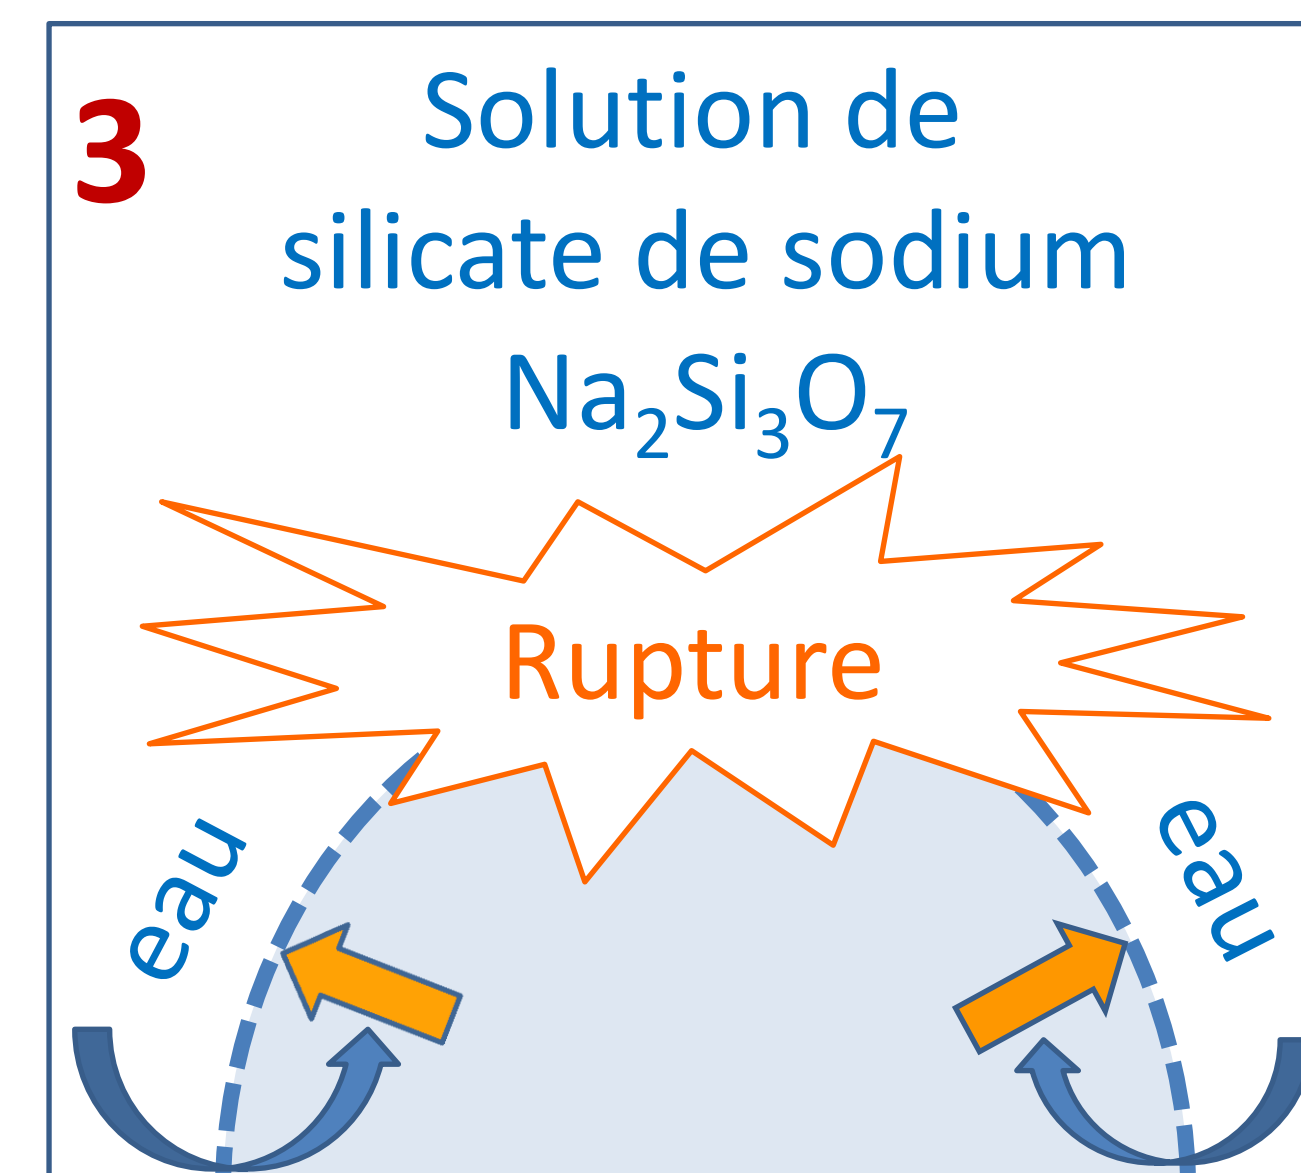 3
Solution de
silicate de sodium
Na₂Si₃O₇
Rupture
eau
eau